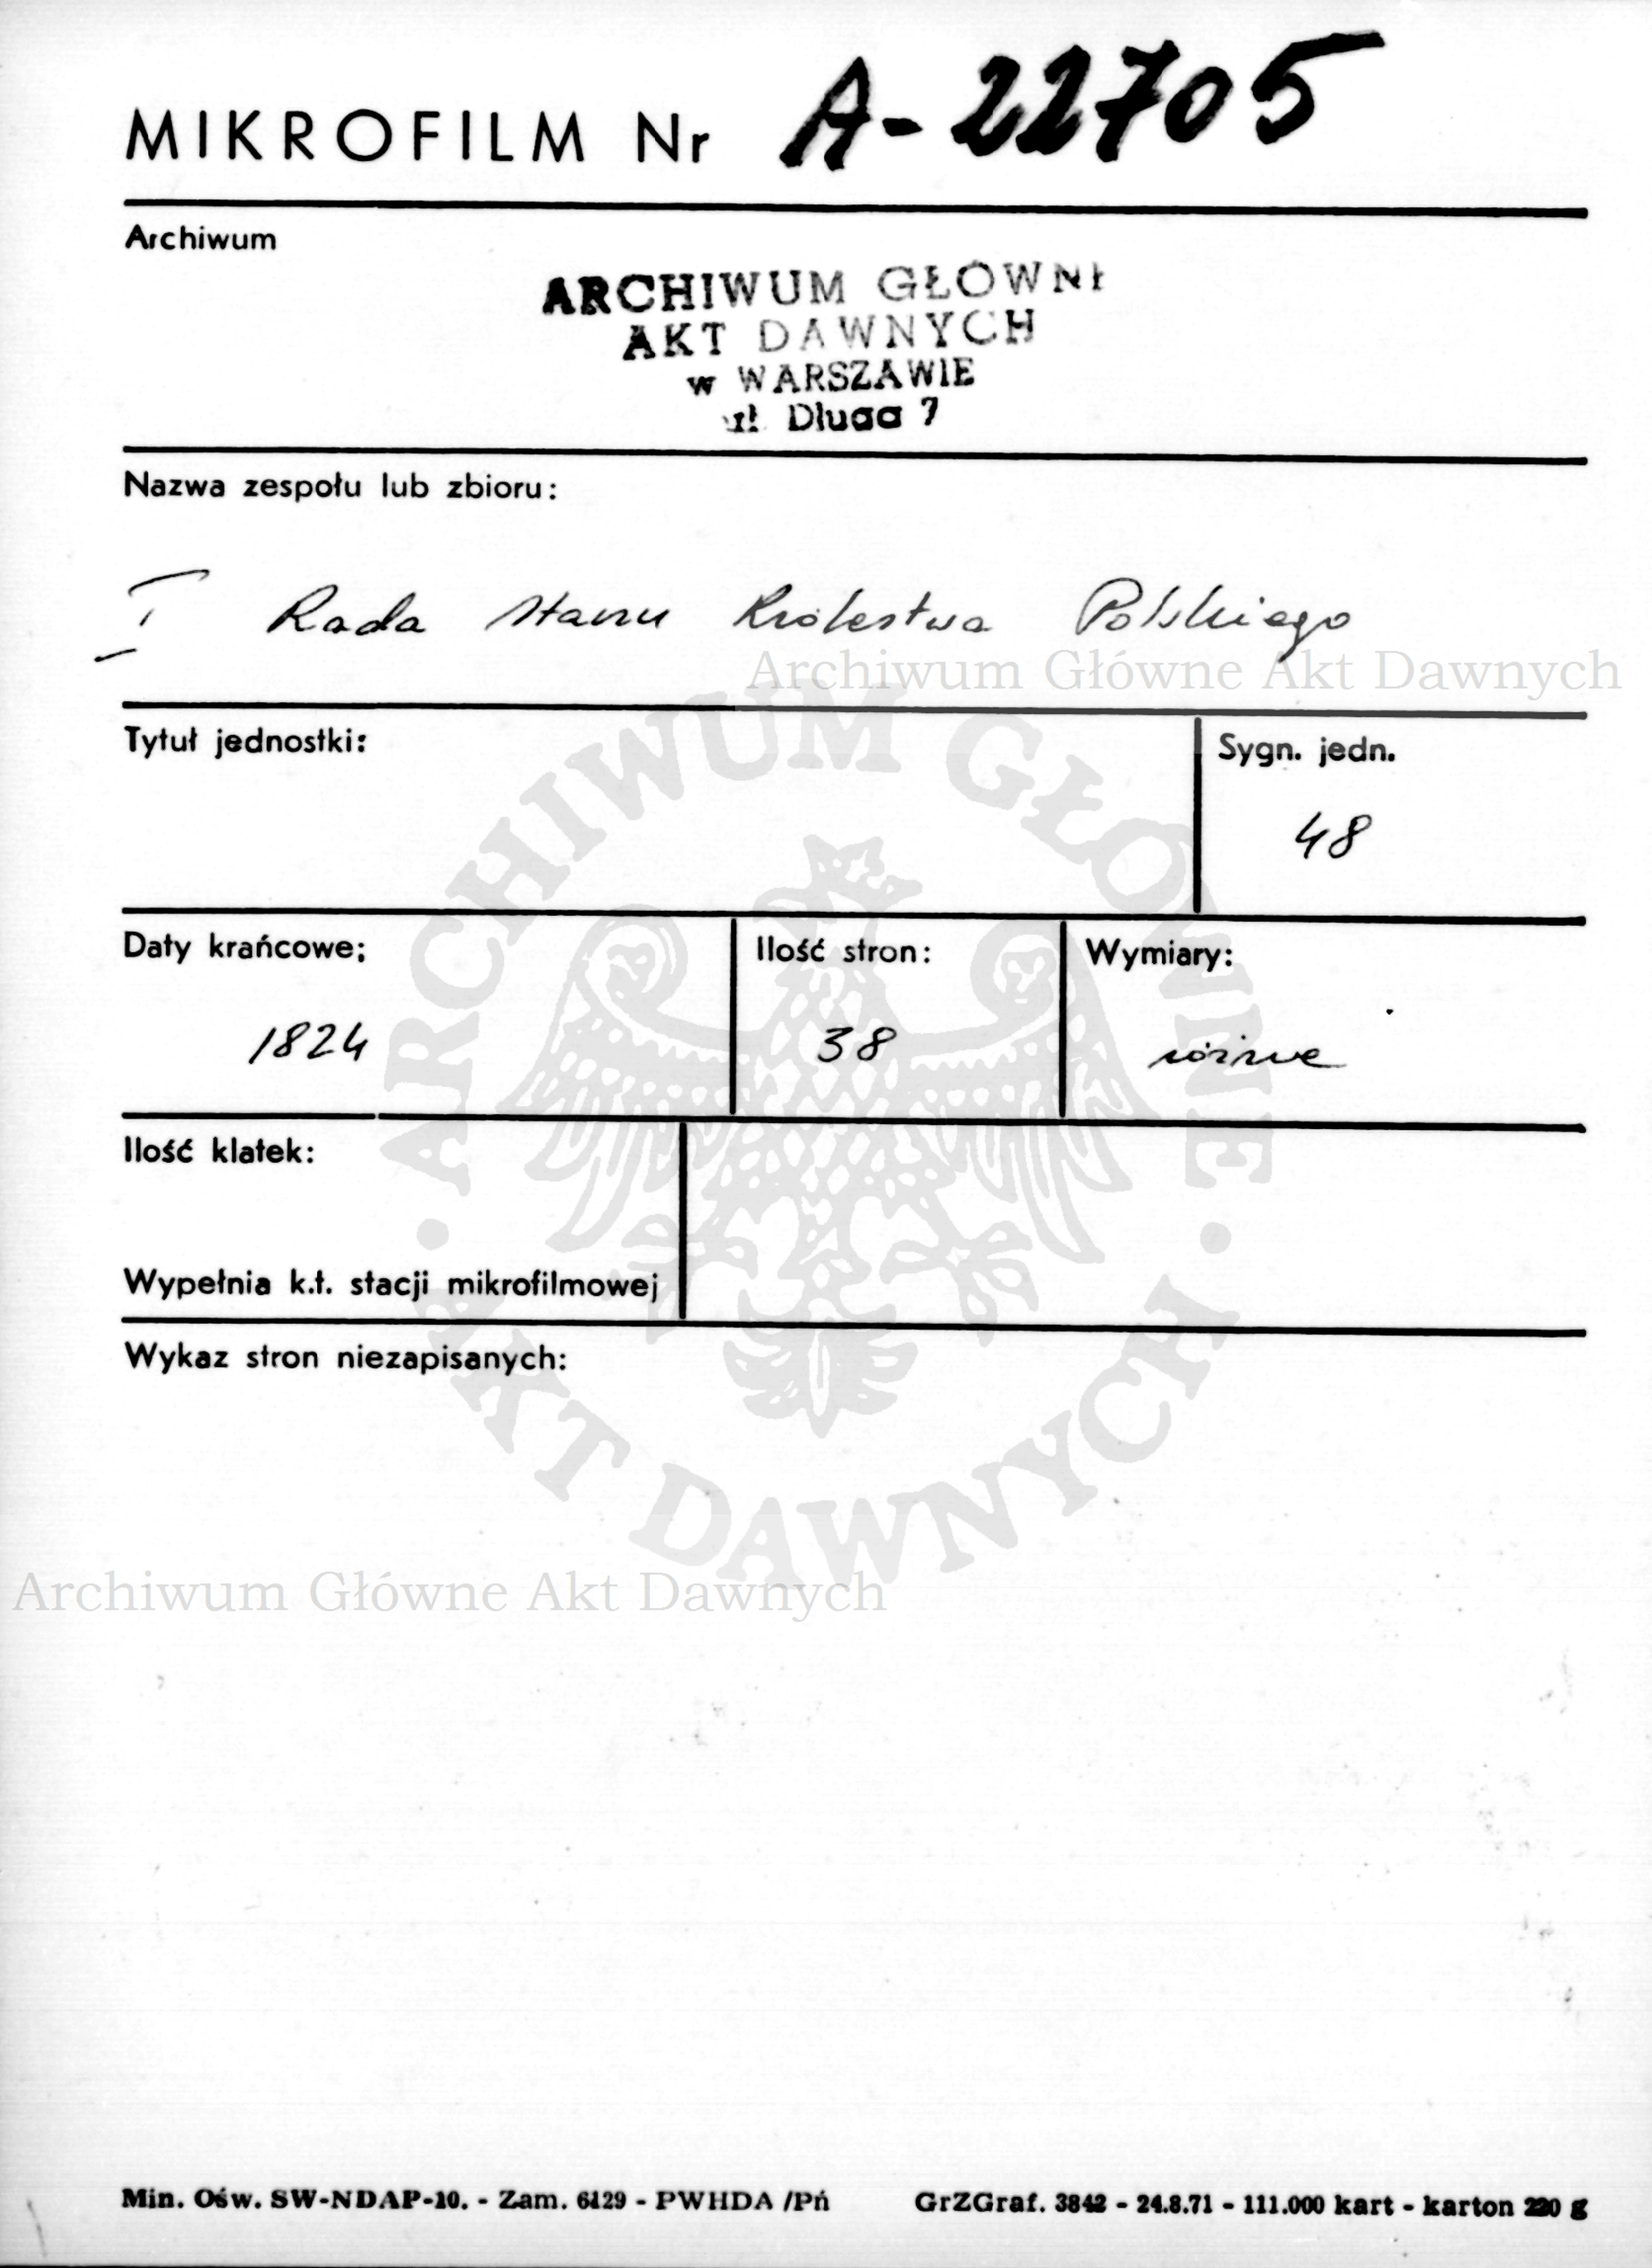 MIKROFILM Nr A-22705
Archiwum
ARCHIWUM GŁÓWNE
AKT DAWNYCH
w WARSZAWIE
ul. Długa 7
Nazwa zespołu lub zbioru:
I Rada Stanu Królestwa Polskiego
Archiwum Główne Akt Dawnych
Tytuł jednostki:
Sygn. jedn.
48
Daty krańcowe;
Ilość stron:
Wymiary:
1824
38
różne
Ilość klatek:
Wypełnia k.t. stacji mikrofilmowej
Wykaz stron niezapisanych:
ARCHIWUM GŁÓWNE
· AKT DAWNYCH ·
Archiwum Główne Akt Dawnych
Min. Ośw. SW-NDAP-10. - Zam. 6129 - PWHDA /Pń
GrZGraf. 3842 - 24.8.71 - 111.000 kart - karton 220 g